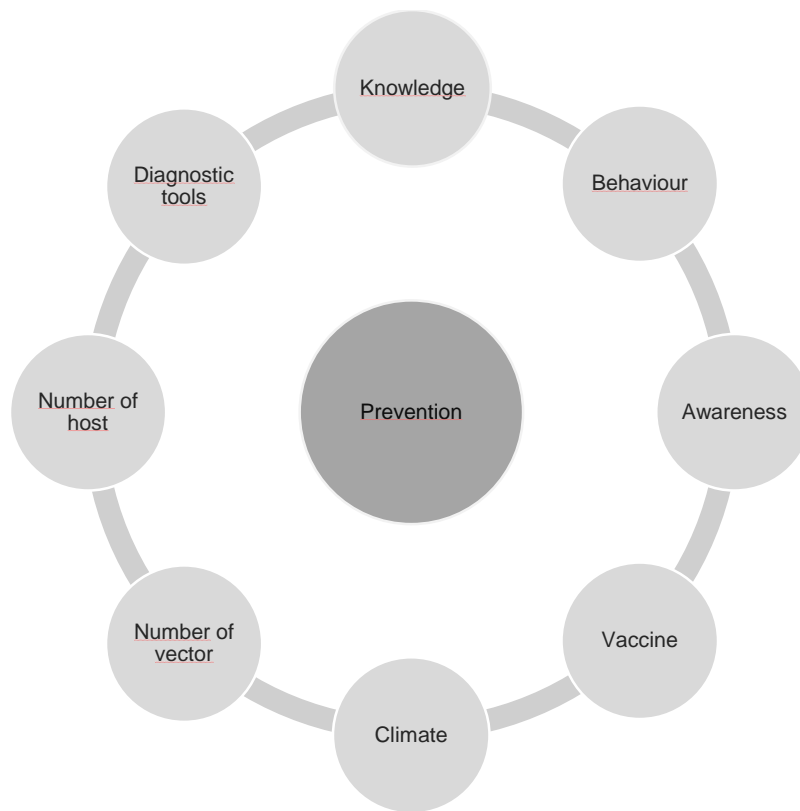 Knowledge
Behaviour
Awareness
Vaccine
Climate
Number of
vector
Number of
host
Diagnostic
tools
Prevention